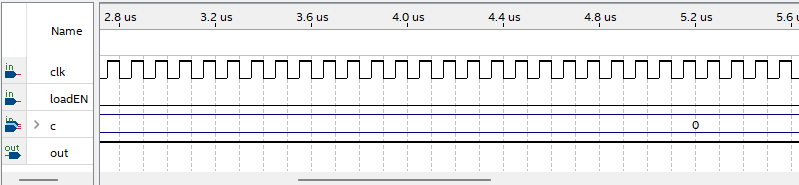 2.8 us 3.2 us 3.6 us 4.0 us 4.4 us 4.8 us 5.2 us 5.6 u
Name
in clk
in loadEN
in c 0
out out